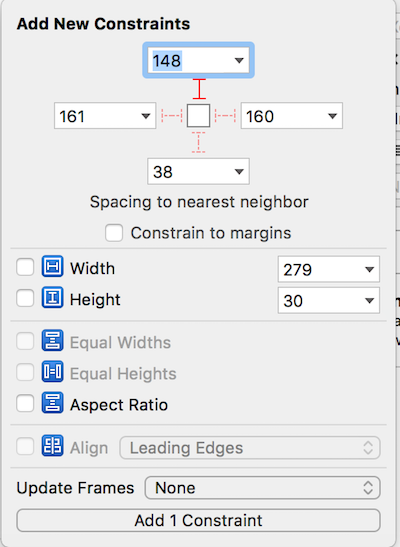 Add New Constraints
148
161
160
38
Spacing to nearest neighbor
Constrain to margins
Width 279
Height 30
Equal Widths
Equal Heights
Aspect Ratio
Align Leading Edges
Update Frames None
Add 1 Constraint